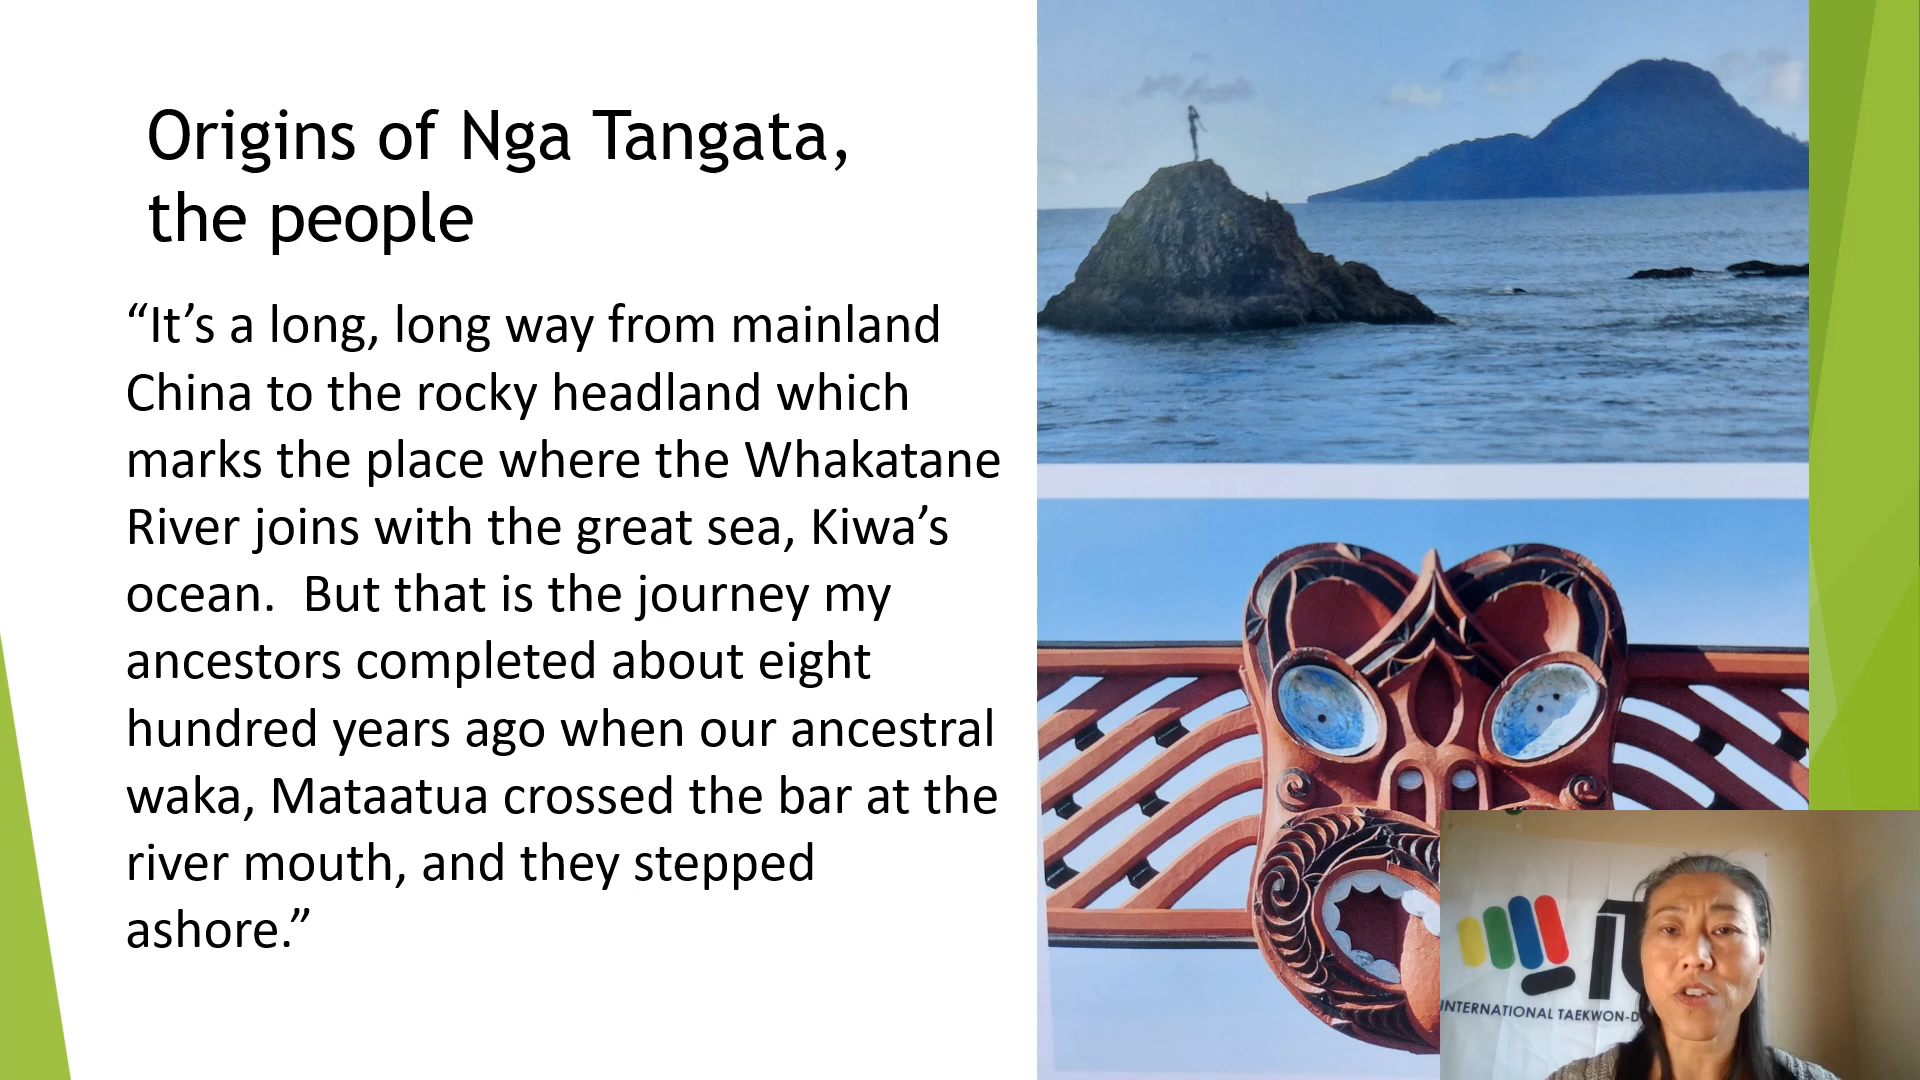 Origins of Nga Tangata,
the people
“It’s a long, long way from mainland
China to the rocky headland which
marks the place where the Whakatane
River joins with the great sea, Kiwa’s
ocean.  But that is the journey my
ancestors completed about eight
hundred years ago when our ancestral
waka, Mataatua crossed the bar at the
river mouth, and they stepped
ashore.”
INTERNATIONAL TAEKWON-D